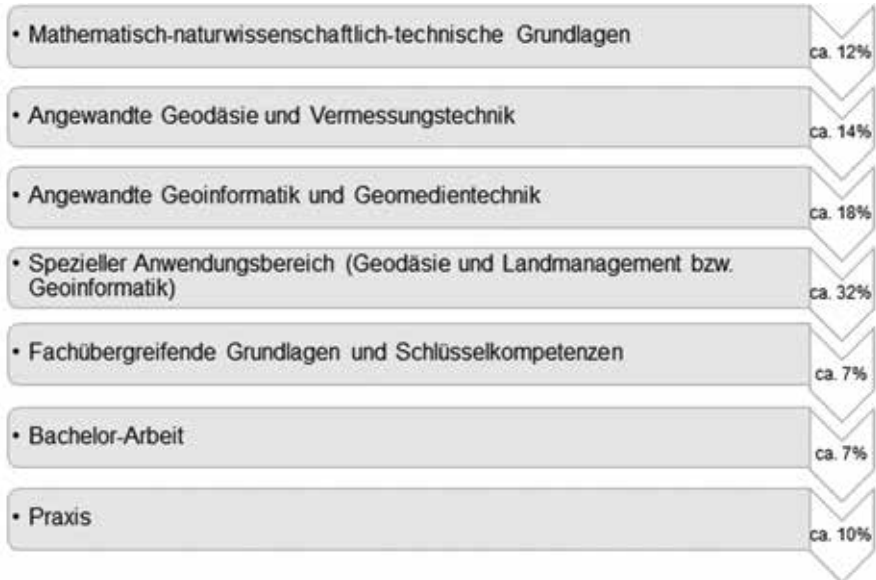 • Mathematisch-naturwissenschaftlich-technische Grundlagen
ca. 12%
• Angewandte Geodäsie und Vermessungstechnik
ca. 14%
• Angewandte Geoinformatik und Geomedientechnik
ca. 18%
• Spezieller Anwendungsbereich (Geodäsie und Landmanagement bzw.
Geoinformatik)
ca. 32%
• Fachübergreifende Grundlagen und Schlüsselkompetenzen
ca. 7%
• Bachelor-Arbeit
ca. 7%
• Praxis
ca. 10%